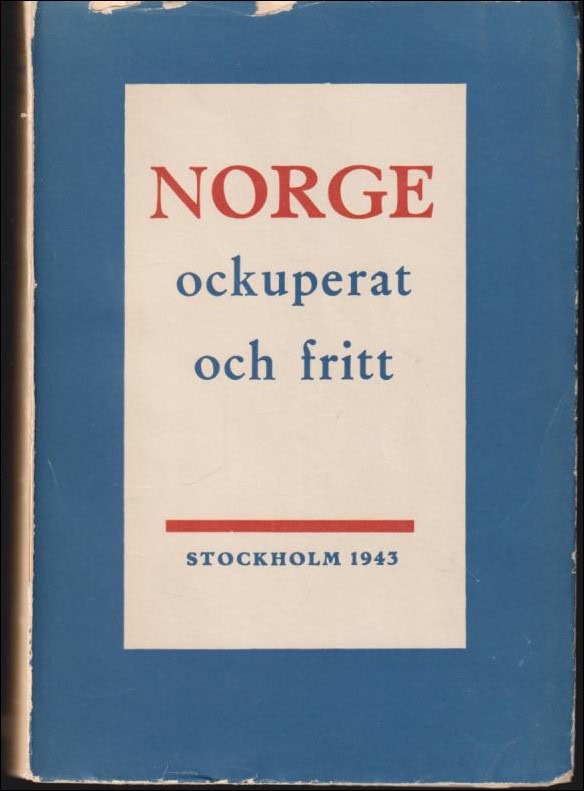 NORGE
ockuperat
och fritt
STOCKHOLM 1943